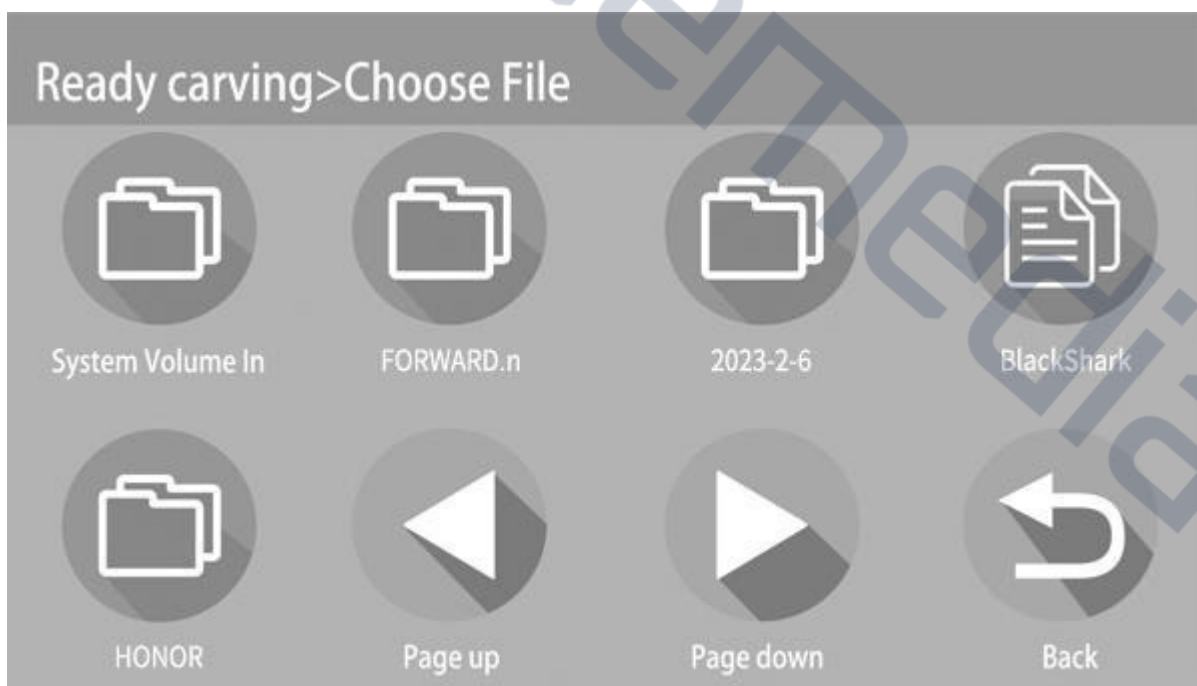 Ready carving>Choose File
System Volume In
FORWARD.n
2023-2-6
BlackShark
HONOR
Page up
Page down
Back